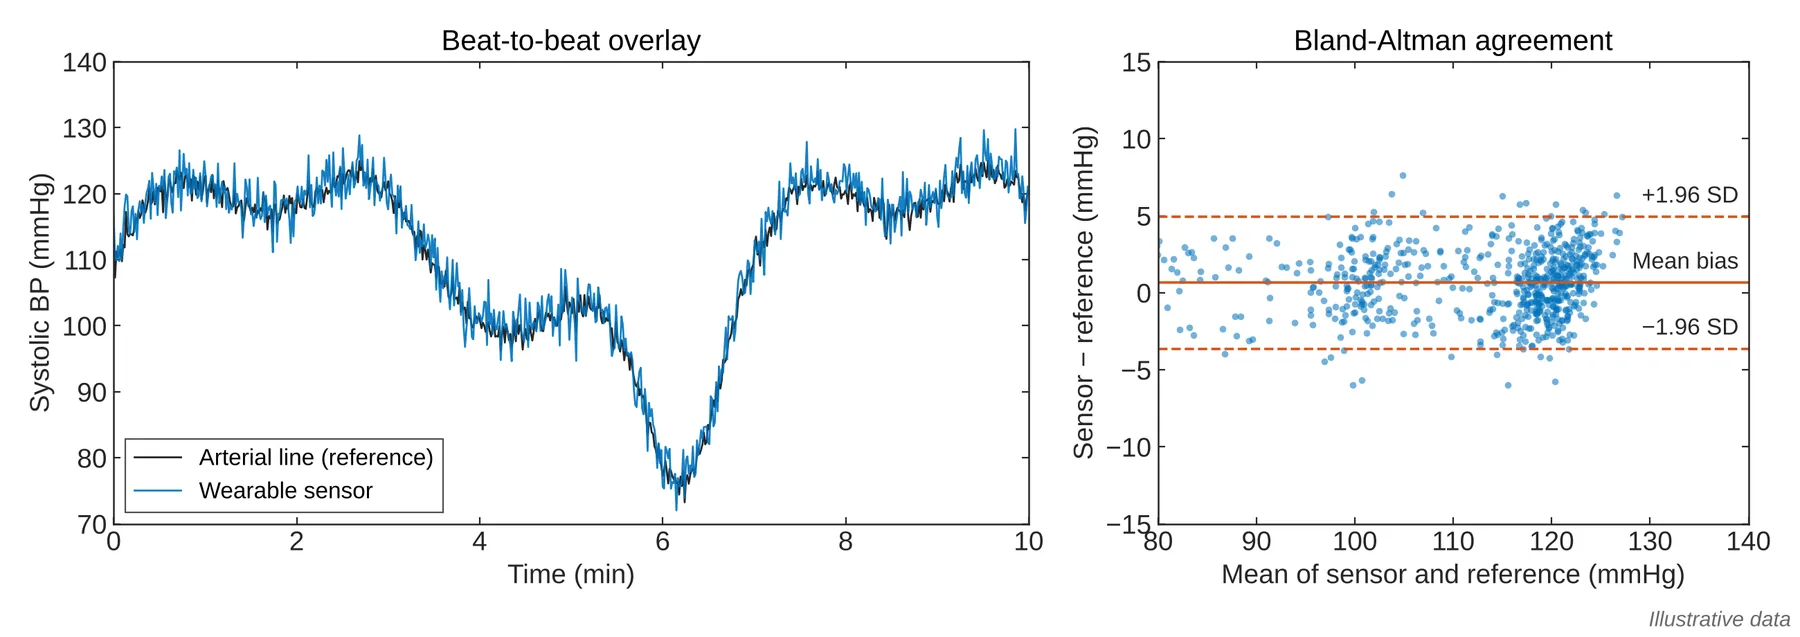 Beat-to-beat overlay
Systolic BP (mmHg)
140
130
120
110
100
90
80
70
Arterial line (reference)
Wearable sensor
0 2 4 6 8 10
Time (min)
Bland-Altman agreement
Sensor − reference (mmHg)
15
10
5
0
−5
−10
−15
+1.96 SD
Mean bias
−1.96 SD
80 90 100 110 120 130 140
Mean of sensor and reference (mmHg)
Illustrative data